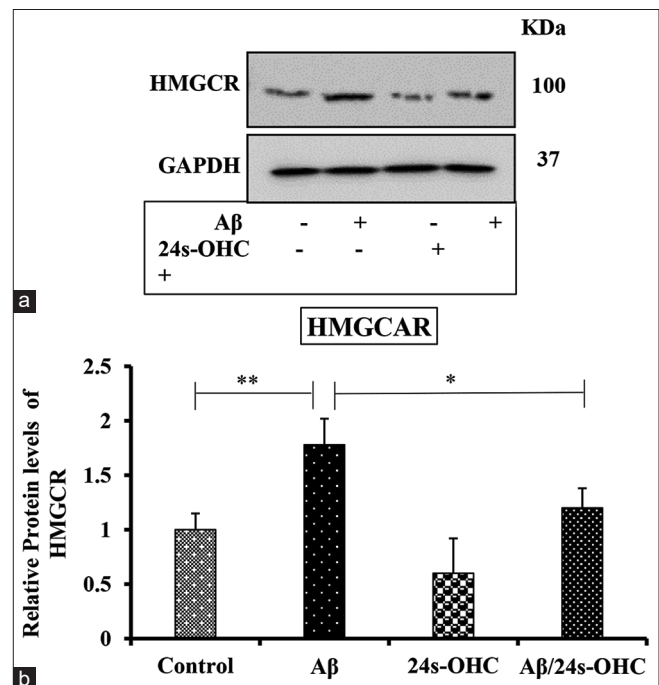 KDa
HMGCR 100
GAPDH 37
Aβ - + - +
24s-OHC - - +
+
a
HMGCAR
2.5
** *
2
1.5
1
0.5
0
Relative Protein levels of
HMGCR
Control Aβ 24s-OHC Aβ/24s-OHC
b